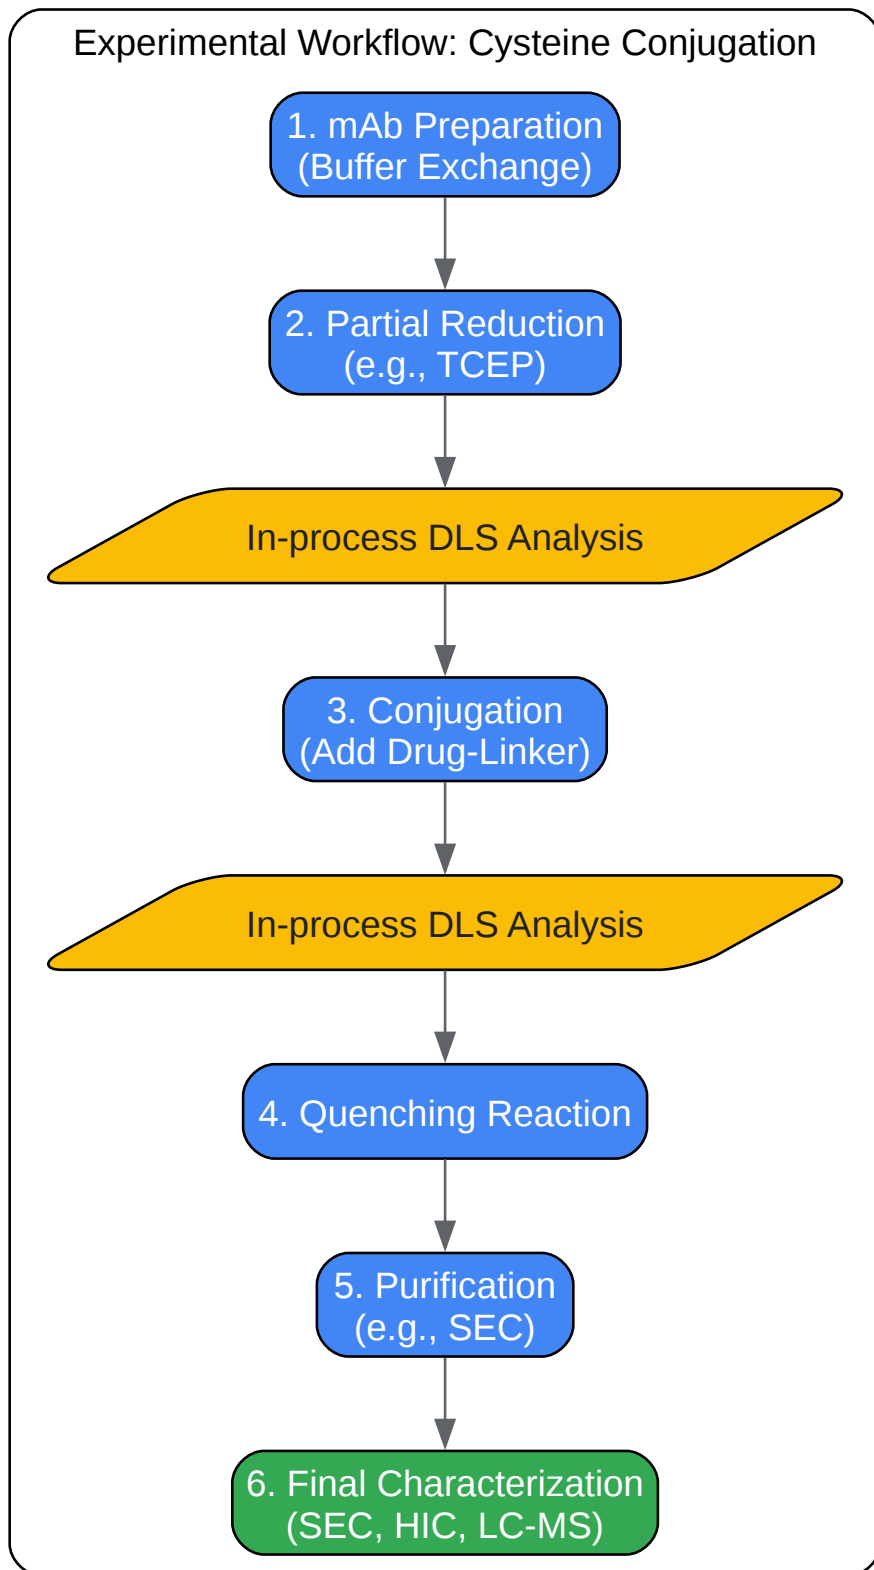 Experimental Workflow: Cysteine Conjugation
1. mAb Preparation
(Buffer Exchange)
2. Partial Reduction
(e.g., TCEP)
In-process DLS Analysis
3. Conjugation
(Add Drug-Linker)
In-process DLS Analysis
4. Quenching Reaction
5. Purification
(e.g., SEC)
6. Final Characterization
(SEC, HIC, LC-MS)